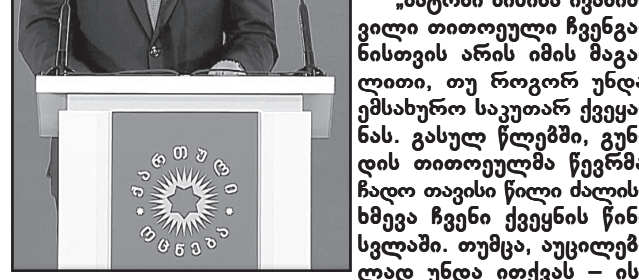 ვილი თითოეული ჩვენგა
ნისთვის არის იმის მაგა
ლითი, თუ როგორ უნდა
ემსახურო საკუთარ ქვეყა
ნას. გასულ წლებში, გუნ
დის თითოეულმა წევრმა
ჩადო თავისი წილი ძალის
ხმევა ჩვენი ქვეყნის წინ
სვლაში. თუმცა, აუცილებ
ლად უნდა ითქვას – ის
ქართული
ოცნება